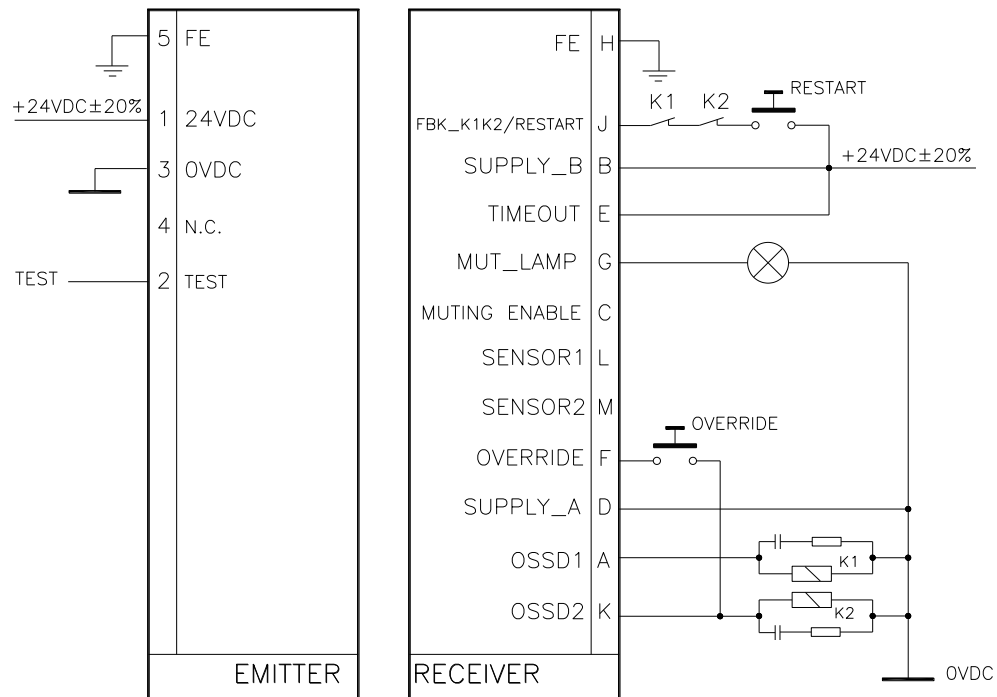 5 FE
+24VDC±20%
1 24VDC
3 0VDC
4 N.C.
TEST
2 TEST
EMITTER
FE H
FBK_K1K2/RESTART J
K1
K2
RESTART
SUPPLY_B B
+24VDC±20%
TIMEOUT E
MUT_LAMP G
MUTING ENABLE C
SENSOR1 L
SENSOR2 M
OVERRIDE F
OVERRIDE
SUPPLY_A D
OSSD1 A
K1
OSSD2 K
K2
RECEIVER
0VDC